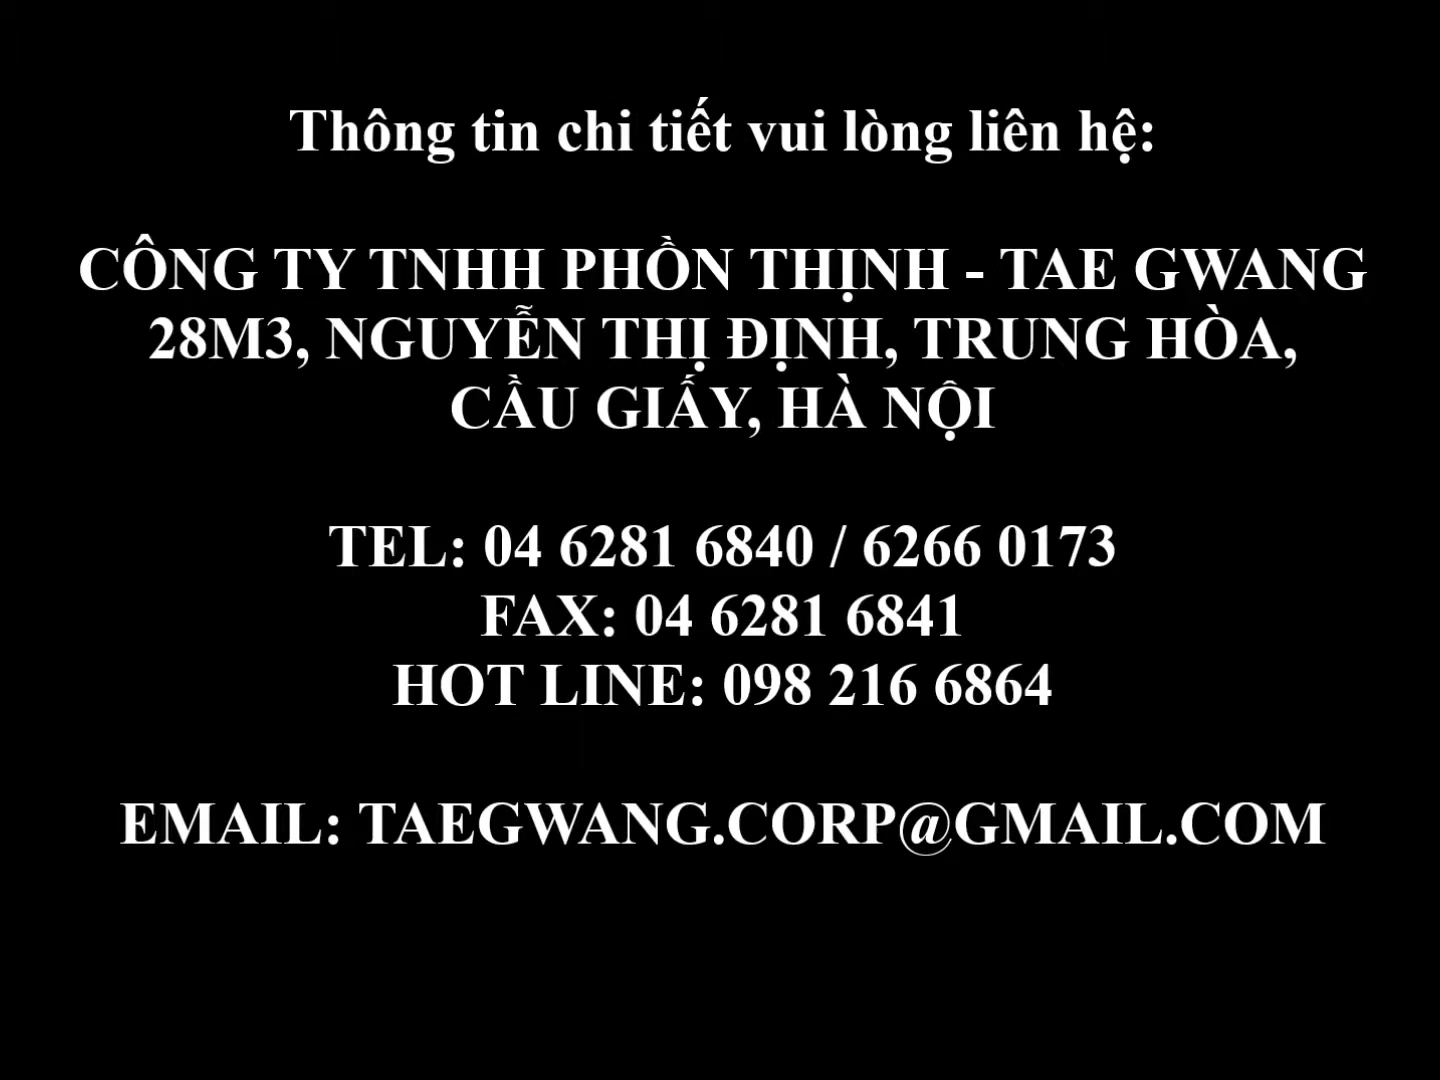 Thông tin chi tiết vui lòng liên hệ:
CÔNG TY TNHH PHỒN THỊNH - TAE GWANG
28M3, NGUYỄN THỊ ĐỊNH, TRUNG HÒA,
CẦU GIẤY, HÀ NỘI
TEL: 04 6281 6840 / 6266 0173
FAX: 04 6281 6841
HOT LINE: 098 216 6864
EMAIL: TAEGWANG.CORP@GMAIL.COM